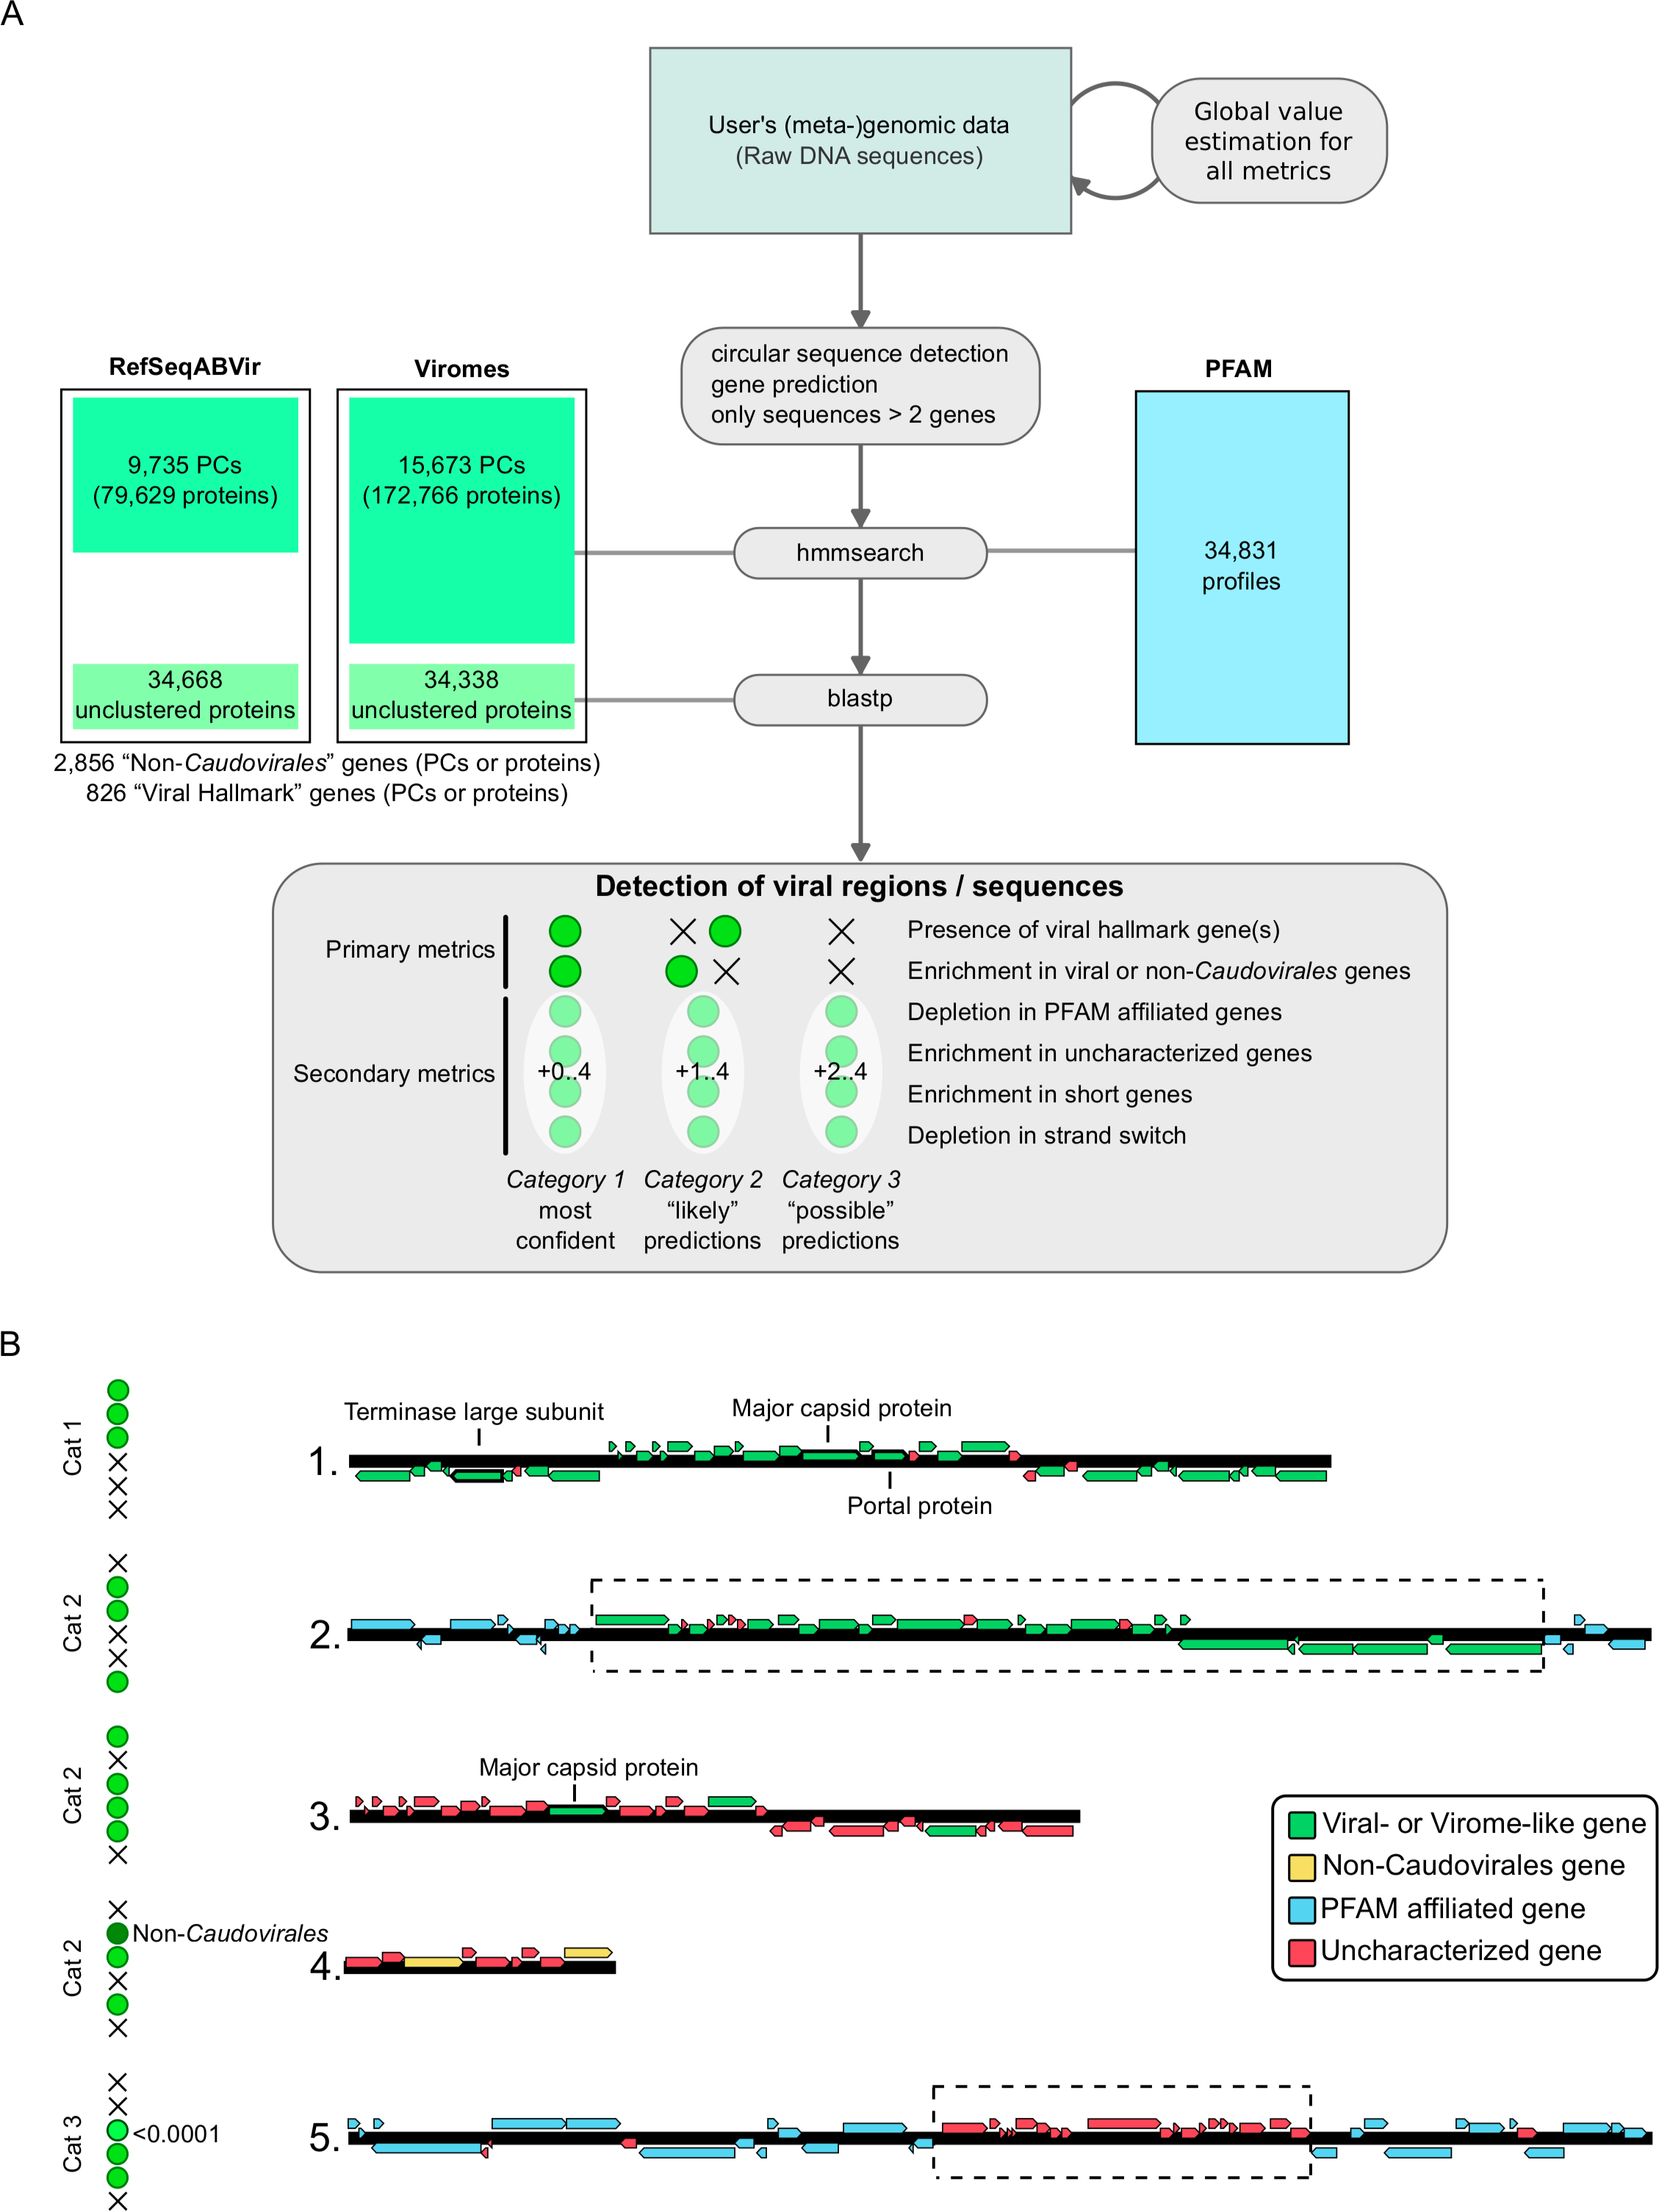 A
User's (meta-)genomic data
(Raw DNA sequences)
Global value
estimation for
all metrics
circular sequence detection
gene prediction
only sequences > 2 genes
RefSeqABVir
Viromes
PFAM
9,735 PCs
(79,629 proteins)
15,673 PCs
(172,766 proteins)
hmmsearch
34,831
profiles
34,668
unclustered proteins
34,338
unclustered proteins
blastp
2,856 “Non-Caudovirales” genes (PCs or proteins)
826 “Viral Hallmark” genes (PCs or proteins)
Detection of viral regions / sequences
Primary metrics
Presence of viral hallmark gene(s)
Enrichment in viral or non-Caudovirales genes
Secondary metrics
Depletion in PFAM affiliated genes
Enrichment in uncharacterized genes
+0..4
+1..4
+2..4
Enrichment in short genes
Depletion in strand switch
Category 1
most
confident
Category 2
“likely”
predictions
Category 3
“possible”
predictions
B
Cat 1
1.
Terminase large subunit
Major capsid protein
Portal protein
Cat 2
2.
Cat 2
3.
Major capsid protein
Viral- or Virome-like gene
Non-Caudovirales gene
PFAM affiliated gene
Uncharacterized gene
Cat 2
Non-Caudovirales
4.
Cat 3
<0.0001
5.